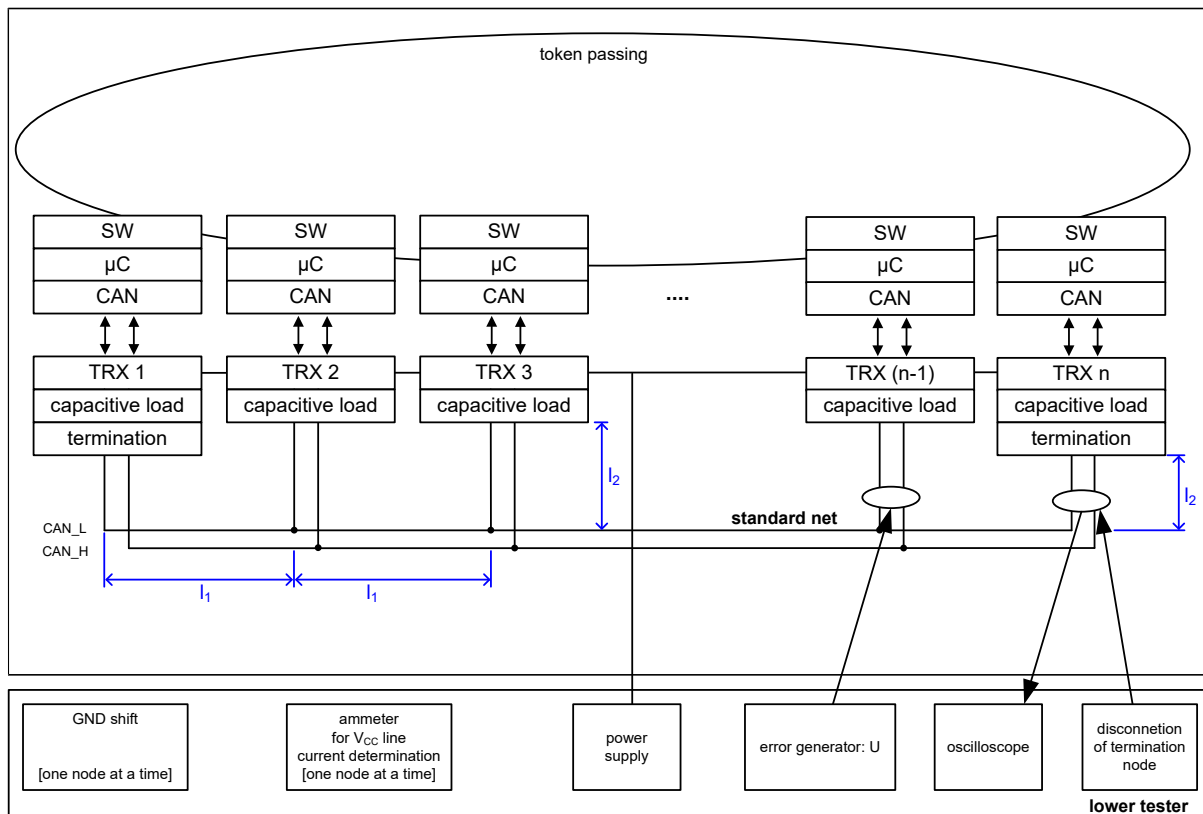 token passing
SW
SW
SW
SW
SW
µC
µC
µC
µC
µC
CAN
CAN
CAN
....
CAN
CAN
TRX 1
TRX 2
TRX 3
TRX (n-1)
TRX n
capacitive load
capacitive load
capacitive load
capacitive load
capacitive load
termination
termination
l₂
l₂
CAN_L
standard net
CAN_H
l₁
l₁
GND shift
[one node at a time]
ammeter
for VCC line
current determination
[one node at a time]
power
supply
error generator: U
oscilloscope
disconnetion
of termination
node
lower tester